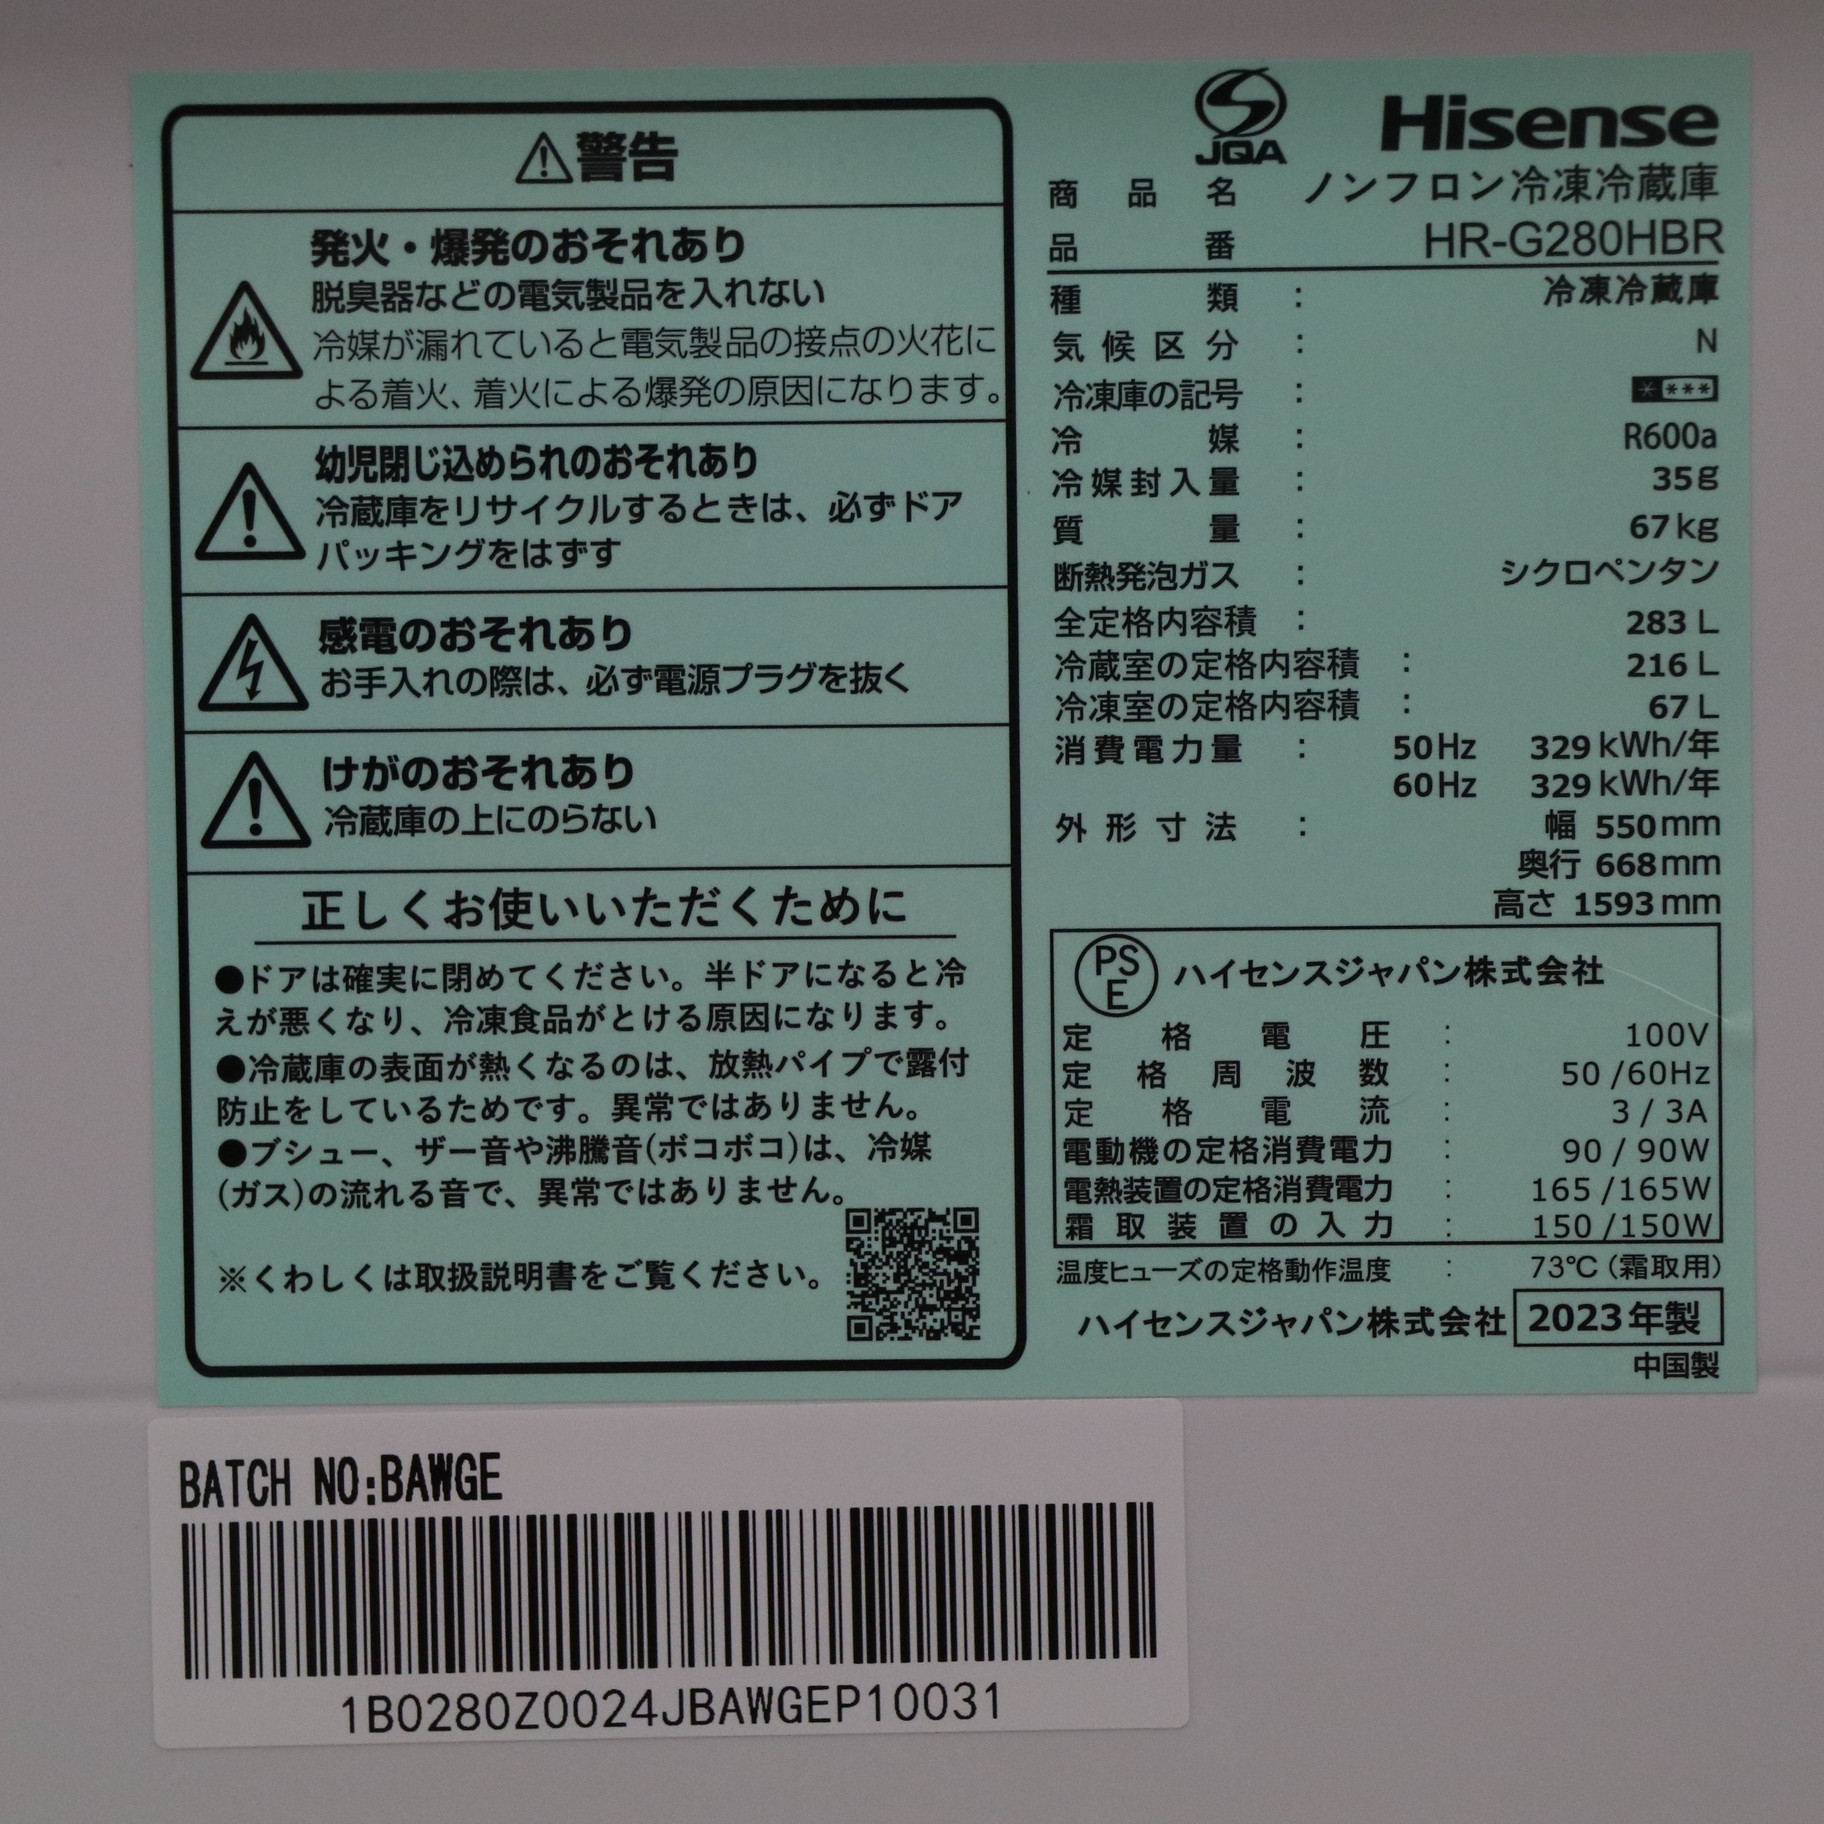 ⚠警告
発火・爆発のおそれあり
脱臭器などの電気製品を入れない
冷媒が漏れていると電気製品の接点の火花に
よる着火、着火による爆発の原因になります。
幼児閉じ込められのおそれあり
冷蔵庫をリサイクルするときは、必ずドア
パッキングをはずす
感電のおそれあり
お手入れの際は、必ず電源プラグを抜く
けがのおそれあり
冷蔵庫の上にのらない
正しくお使いいただくために
●ドアは確実に閉めてください。半ドアになると冷
えが悪くなり、冷凍食品がとける原因になります。
●冷蔵庫の表面が熱くなるのは、放熱パイプで露付
防止をしているためです。異常ではありません。
●ブシュー、ザー音や沸騰音(ボコボコ)は、冷媒
(ガス)の流れる音で、異常ではありません。
※くわしくは取扱説明書をご覧ください。
JQA
Hisense
商品名 ノンフロン冷凍冷蔵庫
品番 HR-G280HBR
種類 : 冷凍冷蔵庫
気候区分 : N
冷凍庫の記号 : * ***
冷媒 : R600a
冷媒封入量 : 35g
質量 : 67kg
断熱発泡ガス : シクロペンタン
全定格内容積 : 283 L
冷蔵室の定格内容積 : 216 L
冷凍室の定格内容積 : 67 L
消費電力量 : 50Hz 329kWh/年
60Hz 329kWh/年
外形寸法 : 幅 550mm
奥行 668mm
高さ 1593mm
PSE ハイセンスジャパン株式会社
定格電圧 : 100V
定格周波数 : 50/60Hz
定格電流 : 3/3A
電動機の定格消費電力 : 90/90W
電熱装置の定格消費電力 : 165/165W
霜取装置の入力 : 150/150W
温度ヒューズの定格動作温度 : 73℃(霜取用)
ハイセンスジャパン株式会社 2023年製
中国製
BATCH NO:BAWGE
1B0280Z0024JBAWGEP10031